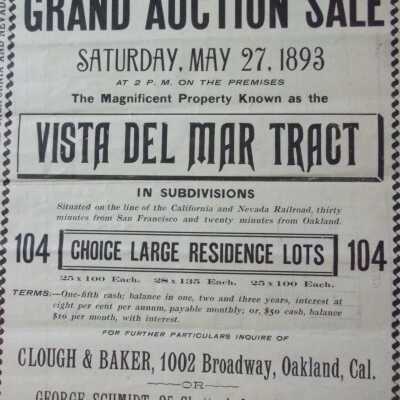 GRAND AUCTION SALE
SATURDAY, MAY 27, 1893
AT 2 P. M. ON THE PREMISES
The Magnificent Property Known as the
VISTA DEL MAR TRACT
IN SUBDIVISIONS
Situated on the line of the California and Nevada Railroad, thirty
minutes from San Francisco and twenty minutes from Oakland.
104 CHOICE LARGE RESIDENCE LOTS 104
25 x 100 Each. 28 x 135 Each. 25 x 100 Each.
TERMS:—One-fifth cash; balance in one, two and three years, interest at
eight per cent per annum, payable monthly; or, $50 cash, balance
$10 per month, with interest.
FOR FURTHER PARTICULARS INQUIRE OF
CLOUGH & BAKER, 1002 Broadway, Oakland, Cal.
OR
GEORGE SCHMIDT, 25